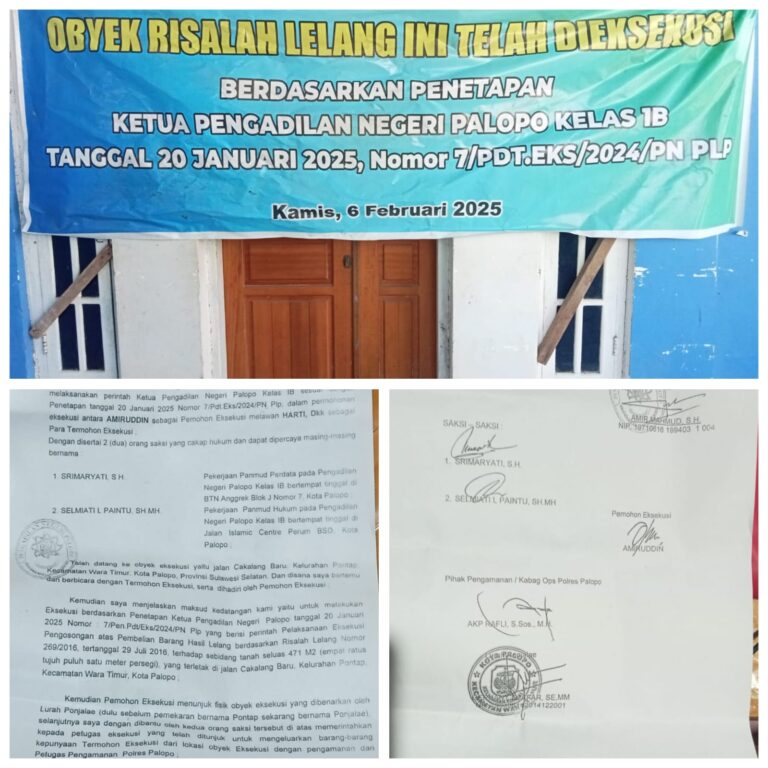 OBYEK RISALAH LELANG INI TELAH DIEKSEKUSI
BERDASARKAN PENETAPAN
KETUA PENGADILAN NEGERI PALOPO KELAS 1B
TANGGAL 20 JANUARI 2025, Nomor 7/PDT.EKS/2024/PN PLP
Kamis, 6 Februari 2025
melaksanakan perintah Ketua Pengadilan Negeri Palopo Kelas IB sesuai
Penetapan tanggal 20 Januari 2025 Nomor 7/Pdt.Eks/2024/PN Plp, dalam permohonan
eksekusi antara AMIRUDDIN sebagai Pemohon Eksekusi melawan HARTI, Dkk sebagai
Para Termohon Eksekusi ;
Dengan disertai 2 (dua) orang saksi yang cakap hukum dan dapat dipercaya masing-masing
bernama :
1. SRIMARYATI, S.H. Pekerjaan Panmud Perdata pada Pengadilan
Negeri Palopo Kelas IB bertempat tinggal di
BTN Anggrek Blok J Nomor 7, Kota Palopo ;
2. SELMIATI L PAINTU, SH.MH. Pekerjaan Panmud Hukum pada Pengadilan
Negeri Palopo Kelas IB bertempat tinggal di
Jalan Islamic Centre Perum BSD, Kota
Palopo ;
Telah datang ke obyek eksekusi yaitu jalan Cakalang Baru, Kelurahan Pontap,
Kecamatan Wara Timur, Kota Palopo, Provinsi Sulawesi Selatan. Dan disana saya bertemu
dan berbicara dengan Termohon Eksekusi, serta dihadiri oleh Pemohon Eksekusi ;
Kemudian saya menjelaskan maksud kedatangan kami yaitu untuk melakukan
Eksekusi berdasarkan Penetapan Ketua Pengadilan Negeri Palopo tanggal 20 Januari
2025 Nomor : 7/Pen.Pdt/Eks/2024/PN Plp yang berisi perintah Pelaksanaan Eksekusi
Pengosongan atas Pembelian Barang Hasil Lelang berdasarkan Risalah Lelang Nomor
269/2016, tertanggal 29 Juli 2016, terhadap sebidang tanah seluas 471 M2 (empat ratus
tujuh puluh satu meter persegi), yang terletak di jalan Cakalang Baru, Kelurahan Pontap,
Kecamatan Wara Timur, Kota Palopo ;
Kemudian Pemohon Eksekusi menunjuk fisik obyek eksekusi yang dibenarkan oleh
Lurah Ponjalae (dulu sebelum pemekaran bernama Pontap sekarang bernama Ponjalae),
selanjutnya saya dengan dibantu oleh kedua orang saksi tersebut di atas memerintahkan
kepada petugas eksekusi yang telah ditunjuk untuk mengeluarkan barang-barang
kepunyaan Termohon Eksekusi dari lokasi obyek Eksekusi dengan pengamanan dari
Petugas Pengamanan Polres Palopo ;
AMIR MAHMUD, S.H.
NIP. 19710616 199403 1 004
SAKSI – SAKSI :
1. SRIMARYATI, S.H.
2. SELMIATI L PAINTU, SH.MH
Pemohon Eksekusi
AMIRUDDIN
Pihak Pengamanan / Kabag Ops Polres Palopo
AKP RAFLI, S.Sos., M.H.
KOTA PALOPO
SE.MM